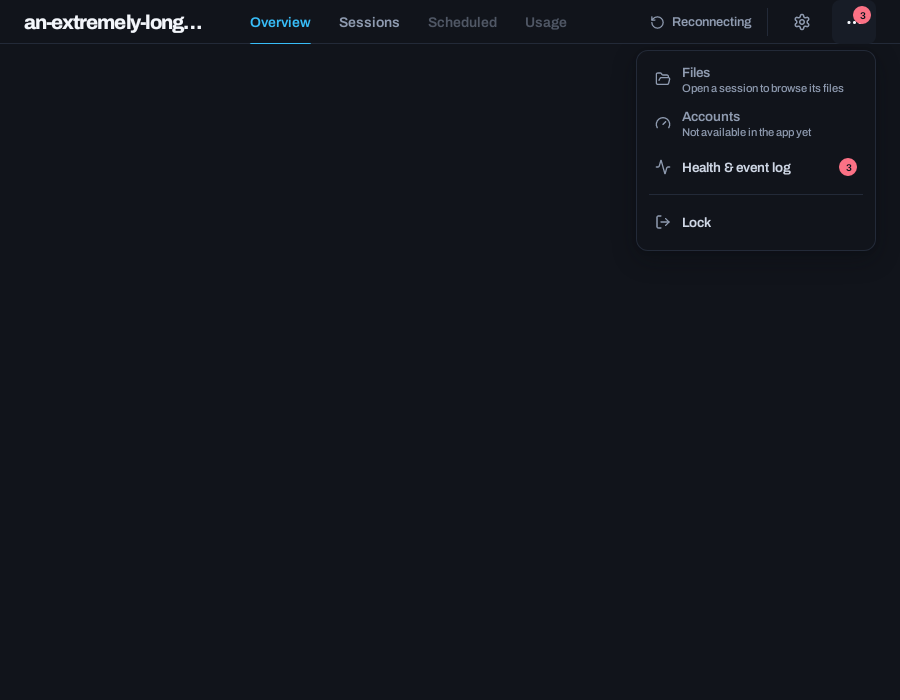 an-extremely-long…
Overview
Sessions
Scheduled
Usage
Reconnecting
3
Files
Open a session to browse its files
Accounts
Not available in the app yet
Health & event log
3
Lock